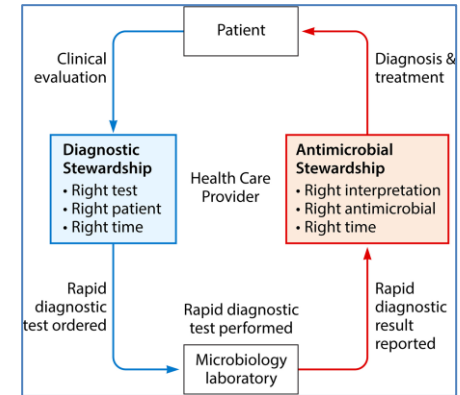 Patient
Clinical
evaluation
Diagnosis &
treatment
Diagnostic
Stewardship
• Right test
• Right patient
• Right time
Health Care
Provider
Antimicrobial
Stewardship
• Right interpretation
• Right antimicrobial
• Right time
Rapid
diagnostic
test ordered
Rapid diagnostic
test performed
Rapid
diagnostic
result
reported
Microbiology
laboratory